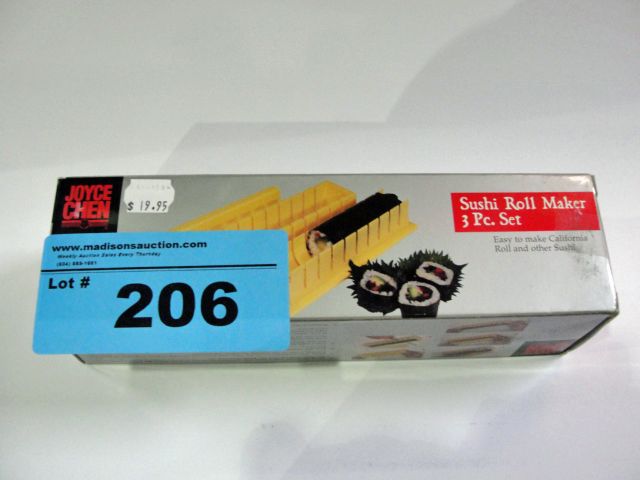 JOYCE
CHEN
$ 19.95
Sushi Roll Maker
3 Pc. Set
Easy to make California
Roll and other Sushi
www.madisonsauction.com
Weekly Auction Sales Every Thursday
Lot #
206